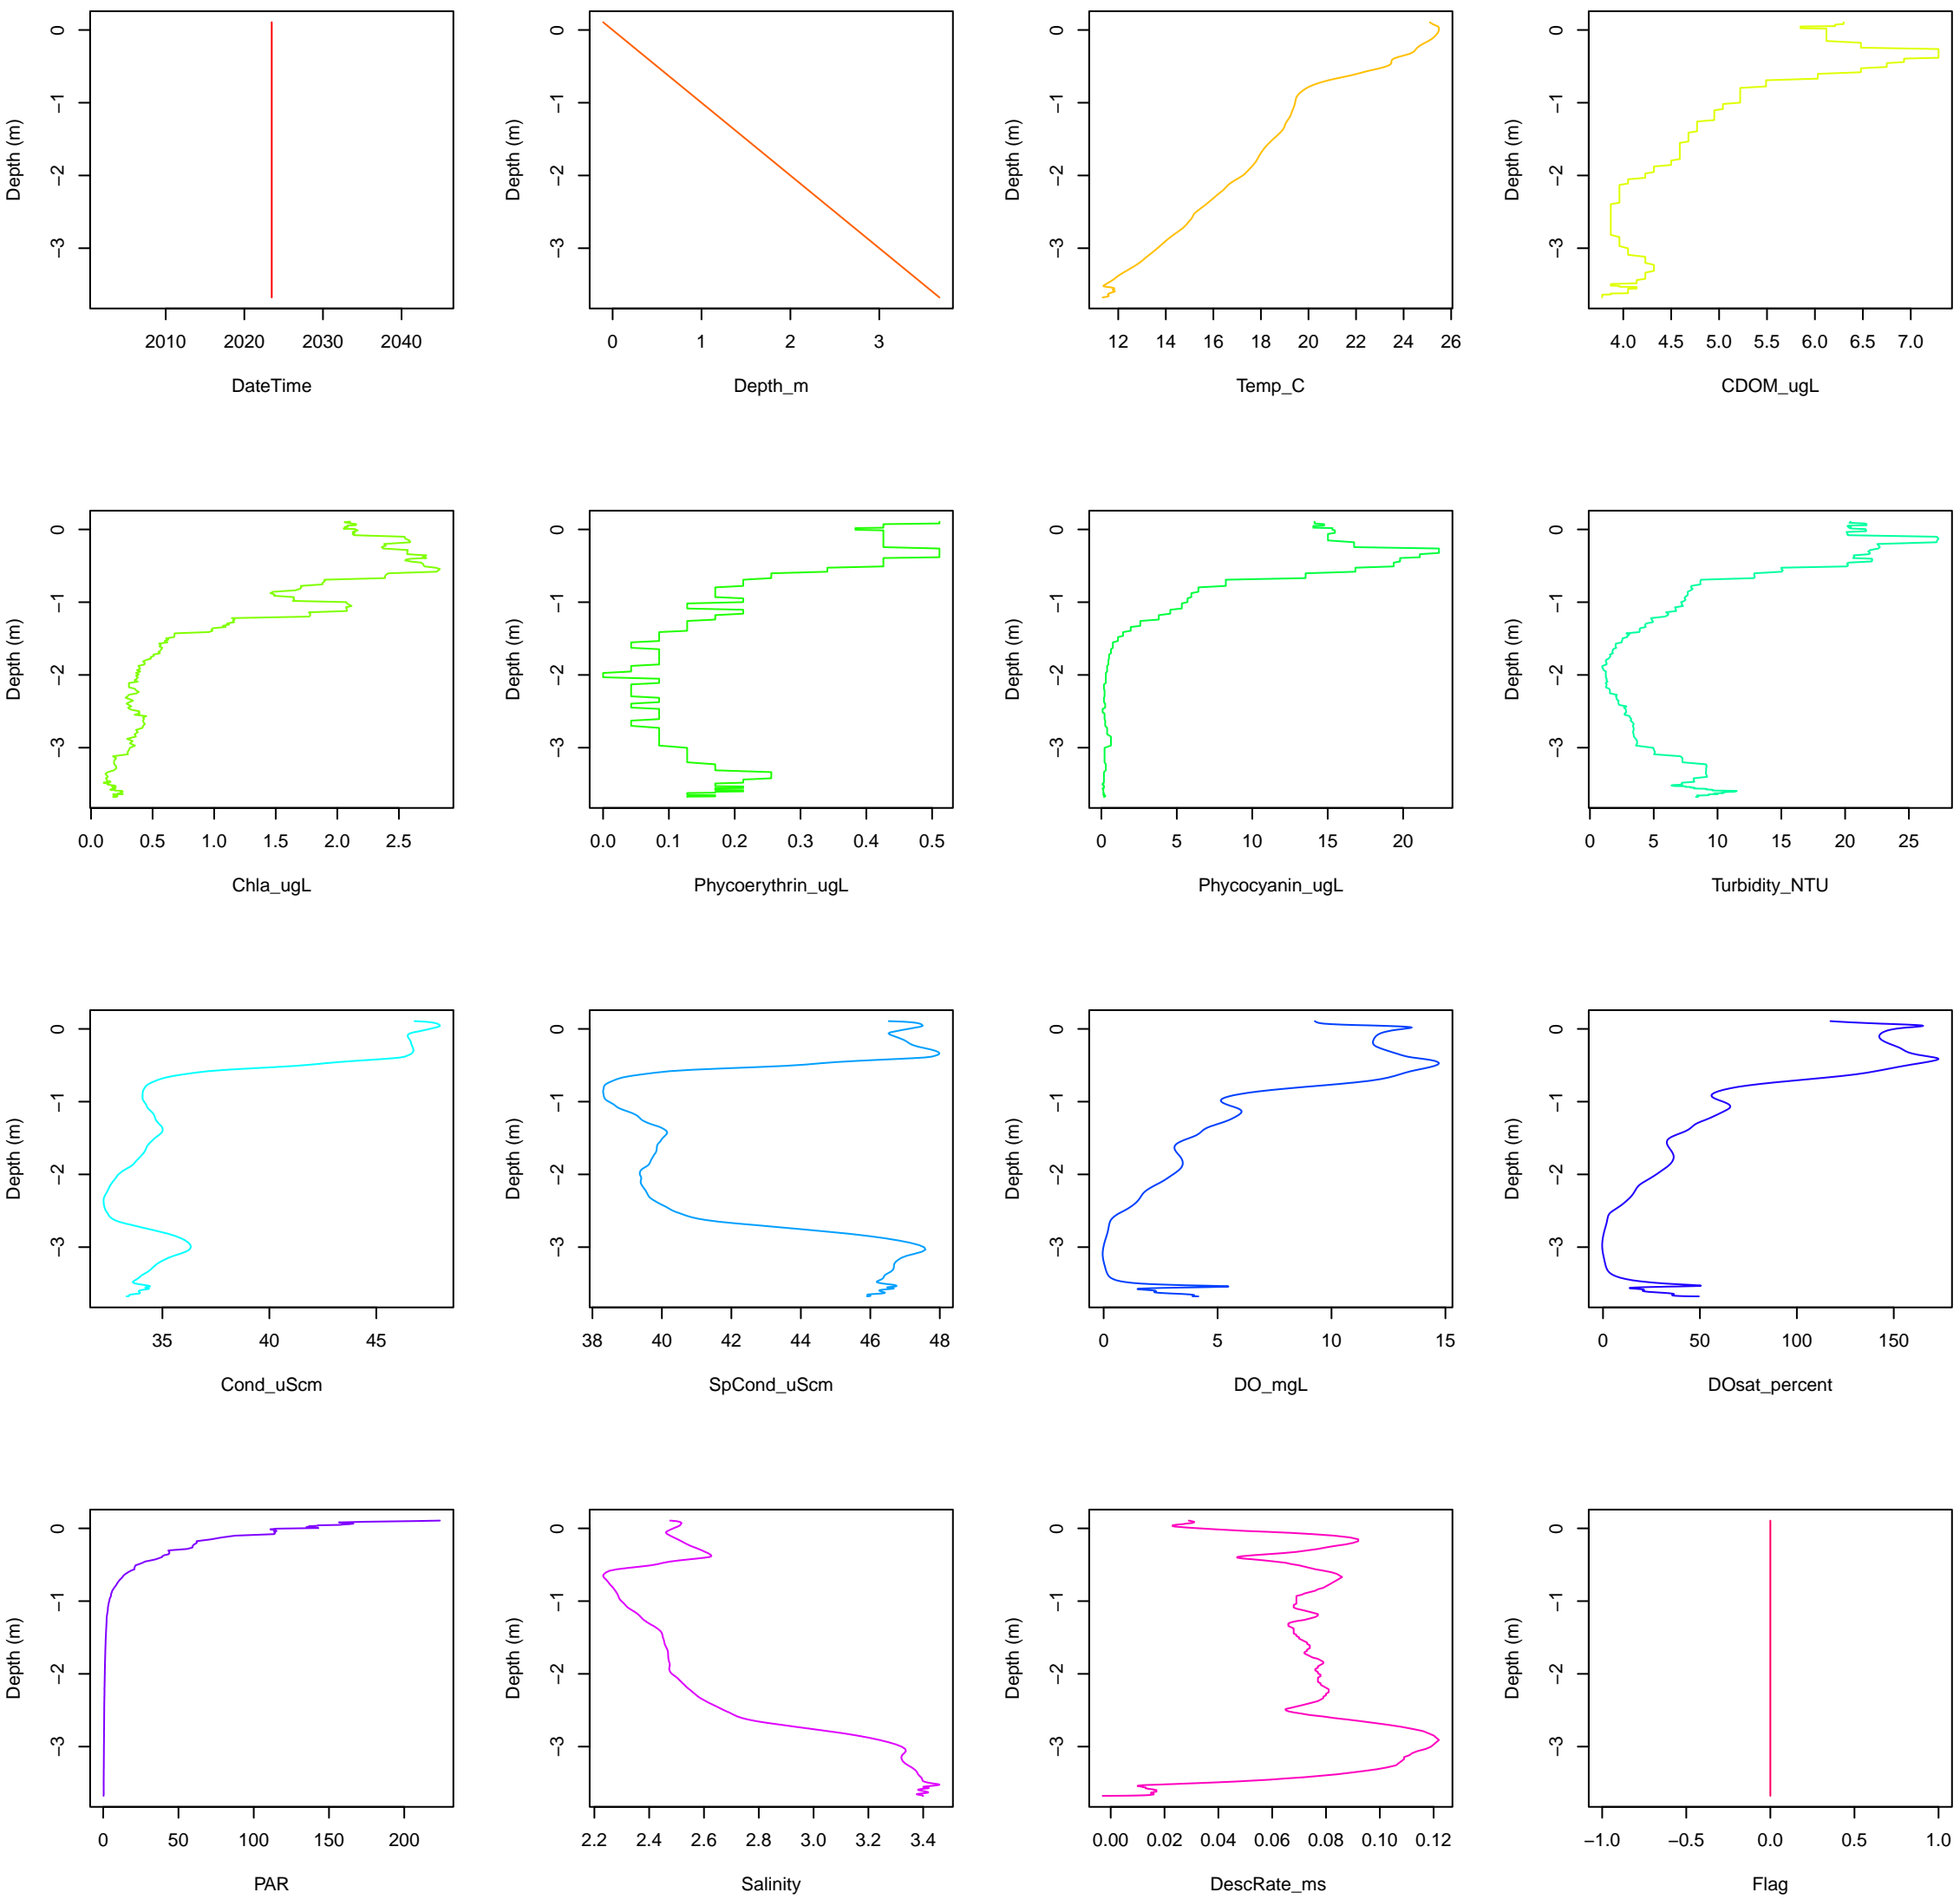 0 0 0 0
−1 −1 −1 −1
Depth (m) Depth (m) Depth (m) Depth (m)
−2 −2 −2 −2
−3 −3 −3 −3
2010 2020 2030 2040 0 1 2 3 12 14 16 18 20 22 24 26 4.0 4.5 5.0 5.5 6.0 6.5 7.0
DateTime Depth_m Temp_C CDOM_ugL
0 0 0 0
−1 −1 −1 −1
Depth (m) Depth (m) Depth (m) Depth (m)
−2 −2 −2 −2
−3 −3 −3 −3
0.0 0.5 1.0 1.5 2.0 2.5 0.0 0.1 0.2 0.3 0.4 0.5 0 5 10 15 20 0 5 10 15 20 25
Chla_ugL Phycoerythrin_ugL Phycocyanin_ugL Turbidity_NTU
0 0 0 0
−1 −1 −1 −1
Depth (m) Depth (m) Depth (m) Depth (m)
−2 −2 −2 −2
−3 −3 −3 −3
35 40 45 38 40 42 44 46 48 0 5 10 15 0 50 100 150
Cond_uScm SpCond_uScm DO_mgL DOsat_percent
0 0 0 0
−1 −1 −1 −1
Depth (m) Depth (m) Depth (m) Depth (m)
−2 −2 −2 −2
−3 −3 −3 −3
0 50 100 150 200 2.2 2.4 2.6 2.8 3.0 3.2 3.4 0.00 0.02 0.04 0.06 0.08 0.10 0.12 −1.0 −0.5 0.0 0.5 1.0
PAR Salinity DescRate_ms Flag